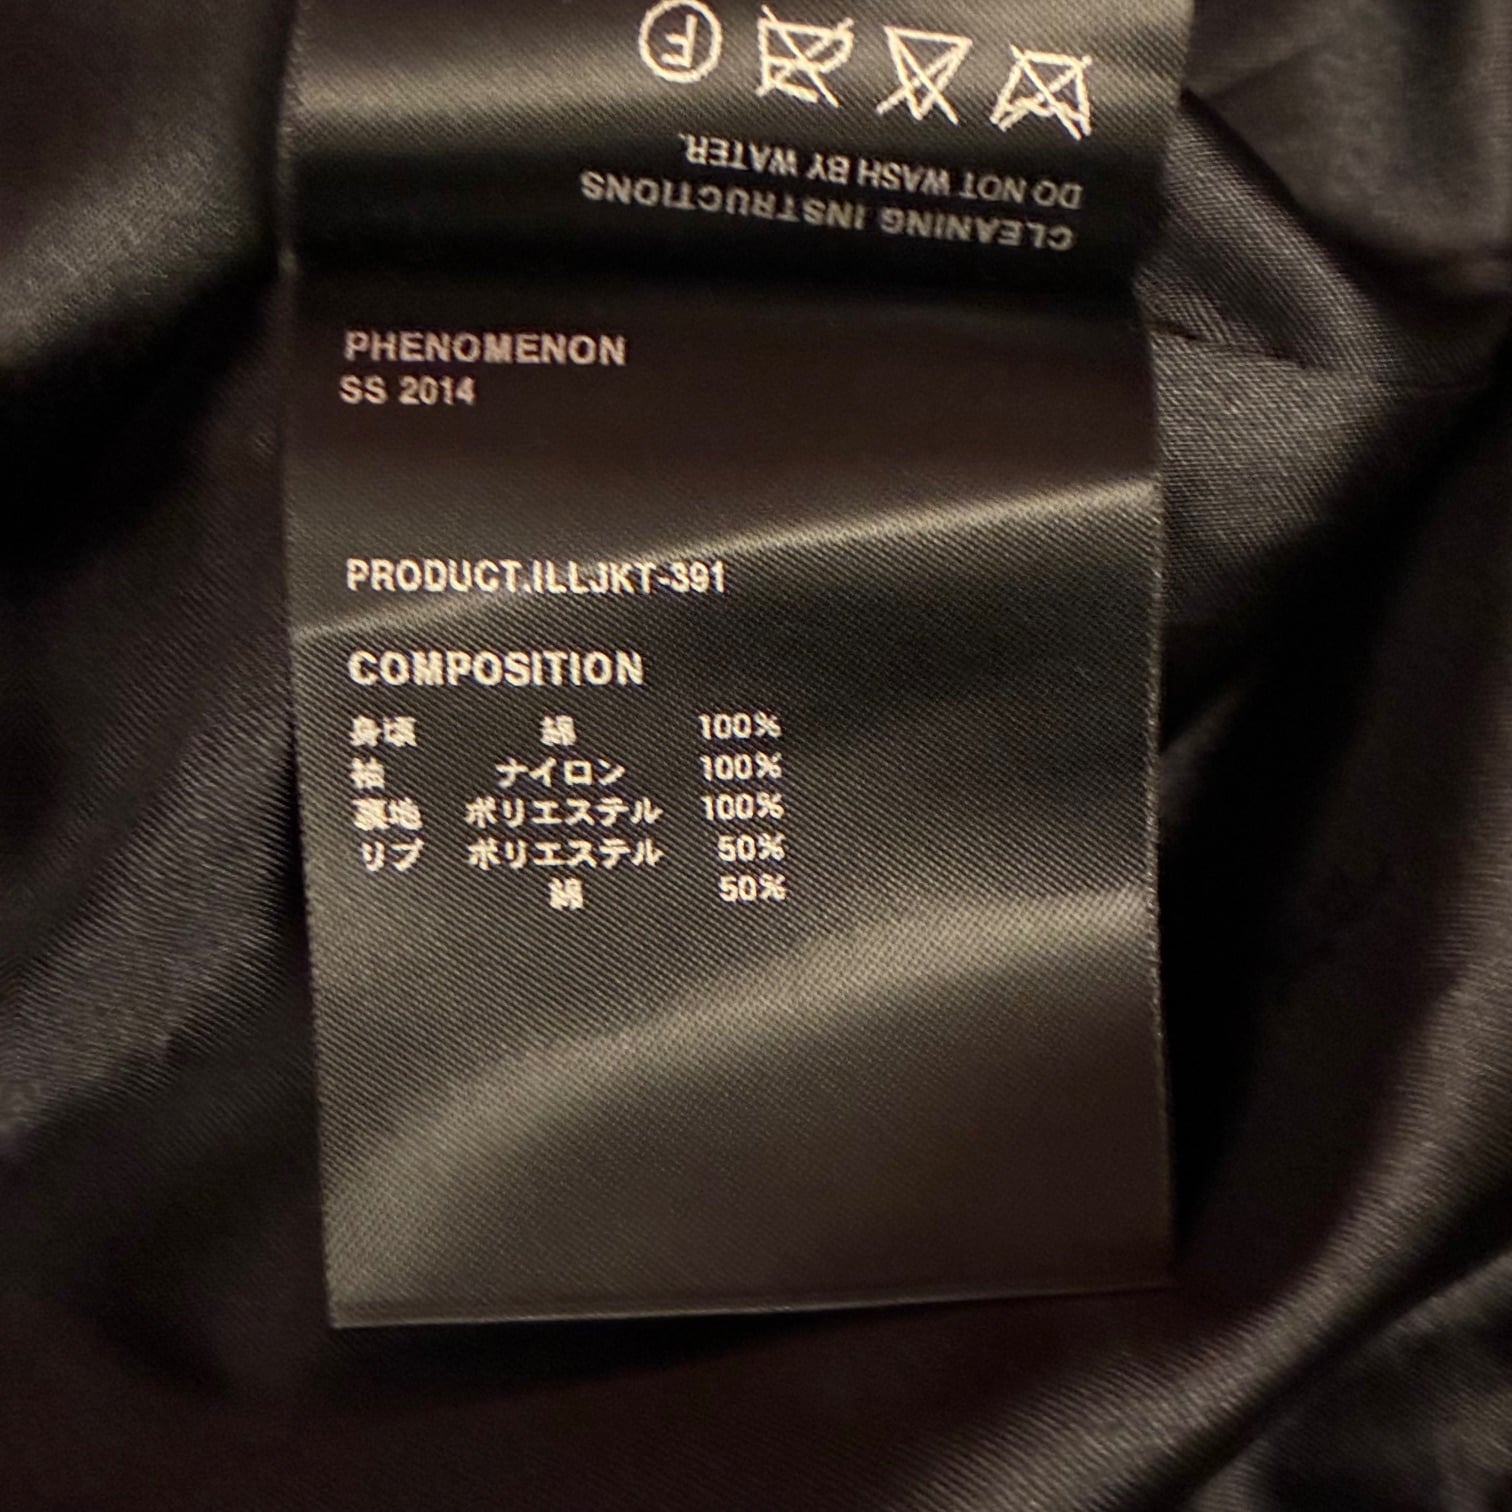 CLEANING INSTRUCTIONS
DO NOT WASH BY WATER.
F
PHENOMENON
SS 2014
PRODUCT.ILLJKT-391
COMPOSITION
身頃 綿 100%
袖 ナイロン 100%
裏地 ポリエステル 100%
リブ ポリエステル 50%
綿 50%